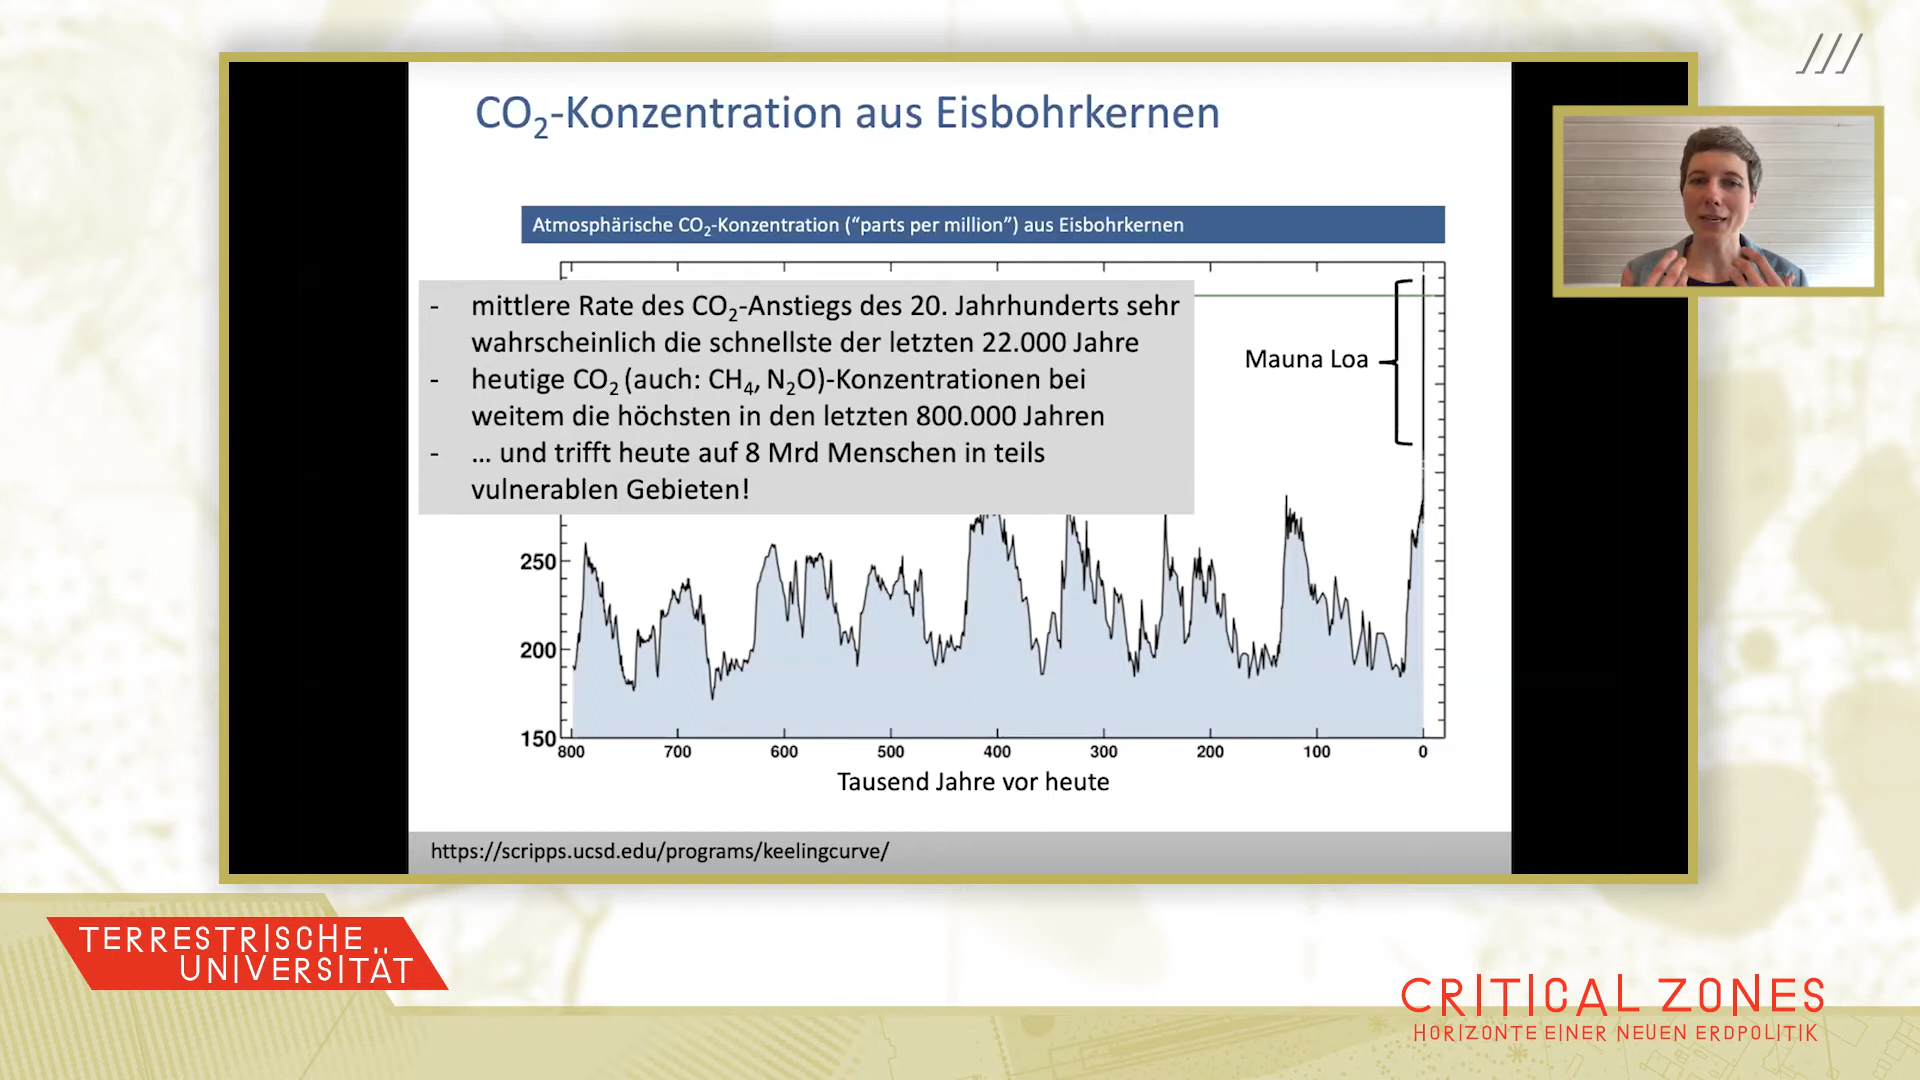 CO₂-Konzentration aus Eisbohrkernen
Atmosphärische CO₂-Konzentration (“parts per million”) aus Eisbohrkernen
- mittlere Rate des CO₂-Anstiegs des 20. Jahrhunderts sehr
wahrscheinlich die schnellste der letzten 22.000 Jahre
- heutige CO₂ (auch: CH₄, N₂O)-Konzentrationen bei
weitem die höchsten in den letzten 800.000 Jahren
- ... und trifft heute auf 8 Mrd Menschen in teils
vulnerablen Gebieten!
Mauna Loa
250
200
150
800 700 600 500 400 300 200 100 0
Tausend Jahre vor heute
https://scripps.ucsd.edu/programs/keelingcurve/
TERRESTRISCHE
UNIVERSITÄT
CRITICAL ZONES
HORIZONTE EINER NEUEN ERDPOLITIK